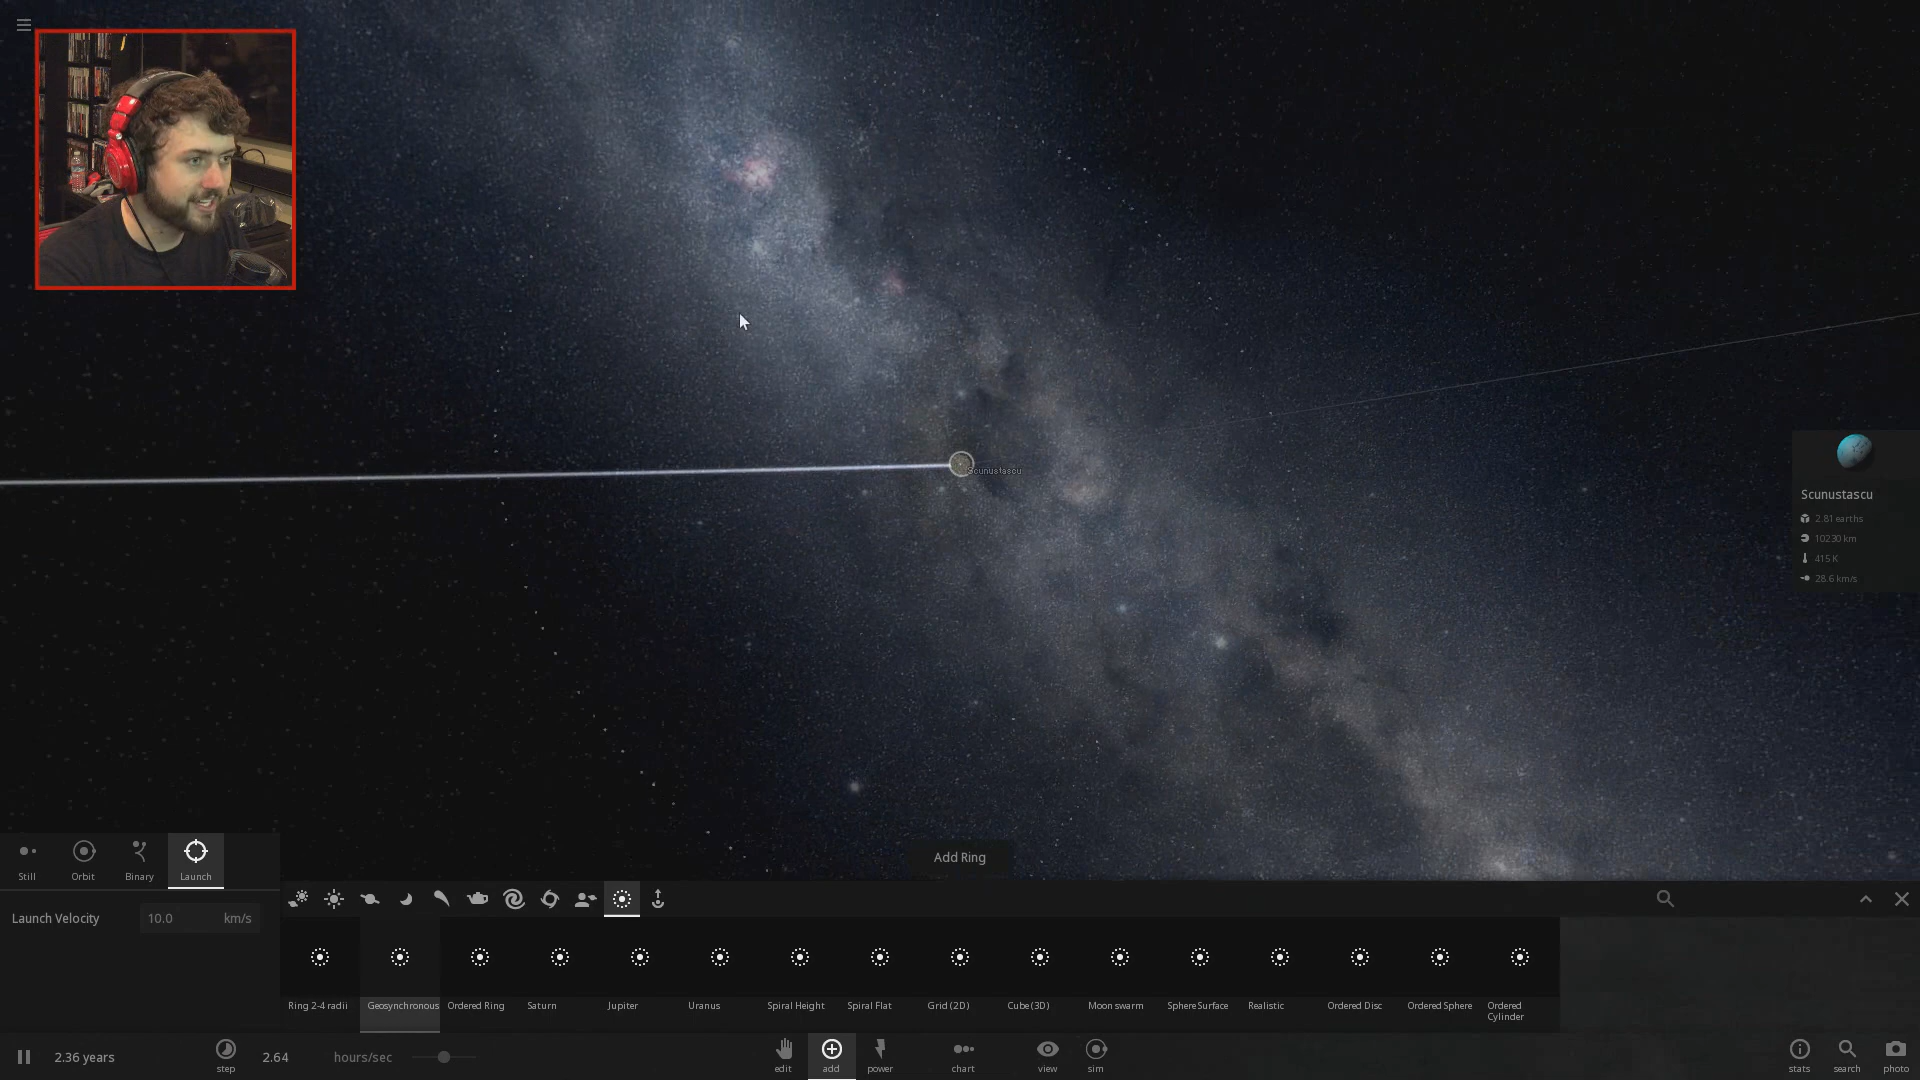 Scunustascu
Scunustascu
2.81 earths
10230 km
415 K
28.6 km/s
Still
Orbit
Binary
Launch
Add Ring
Launch Velocity
10.0 km/s
Ring 2-4 radii
Geosynchronous
Ordered Ring
Saturn
Jupiter
Uranus
Spiral Height
Spiral Flat
Grid (2D)
Cube (3D)
Moon swarm
Sphere Surface
Realistic
Ordered Disc
Ordered Sphere
Ordered
Cylinder
2.36 years
step
2.64
hours/sec
edit
add
power
chart
view
sim
stats
search
photo